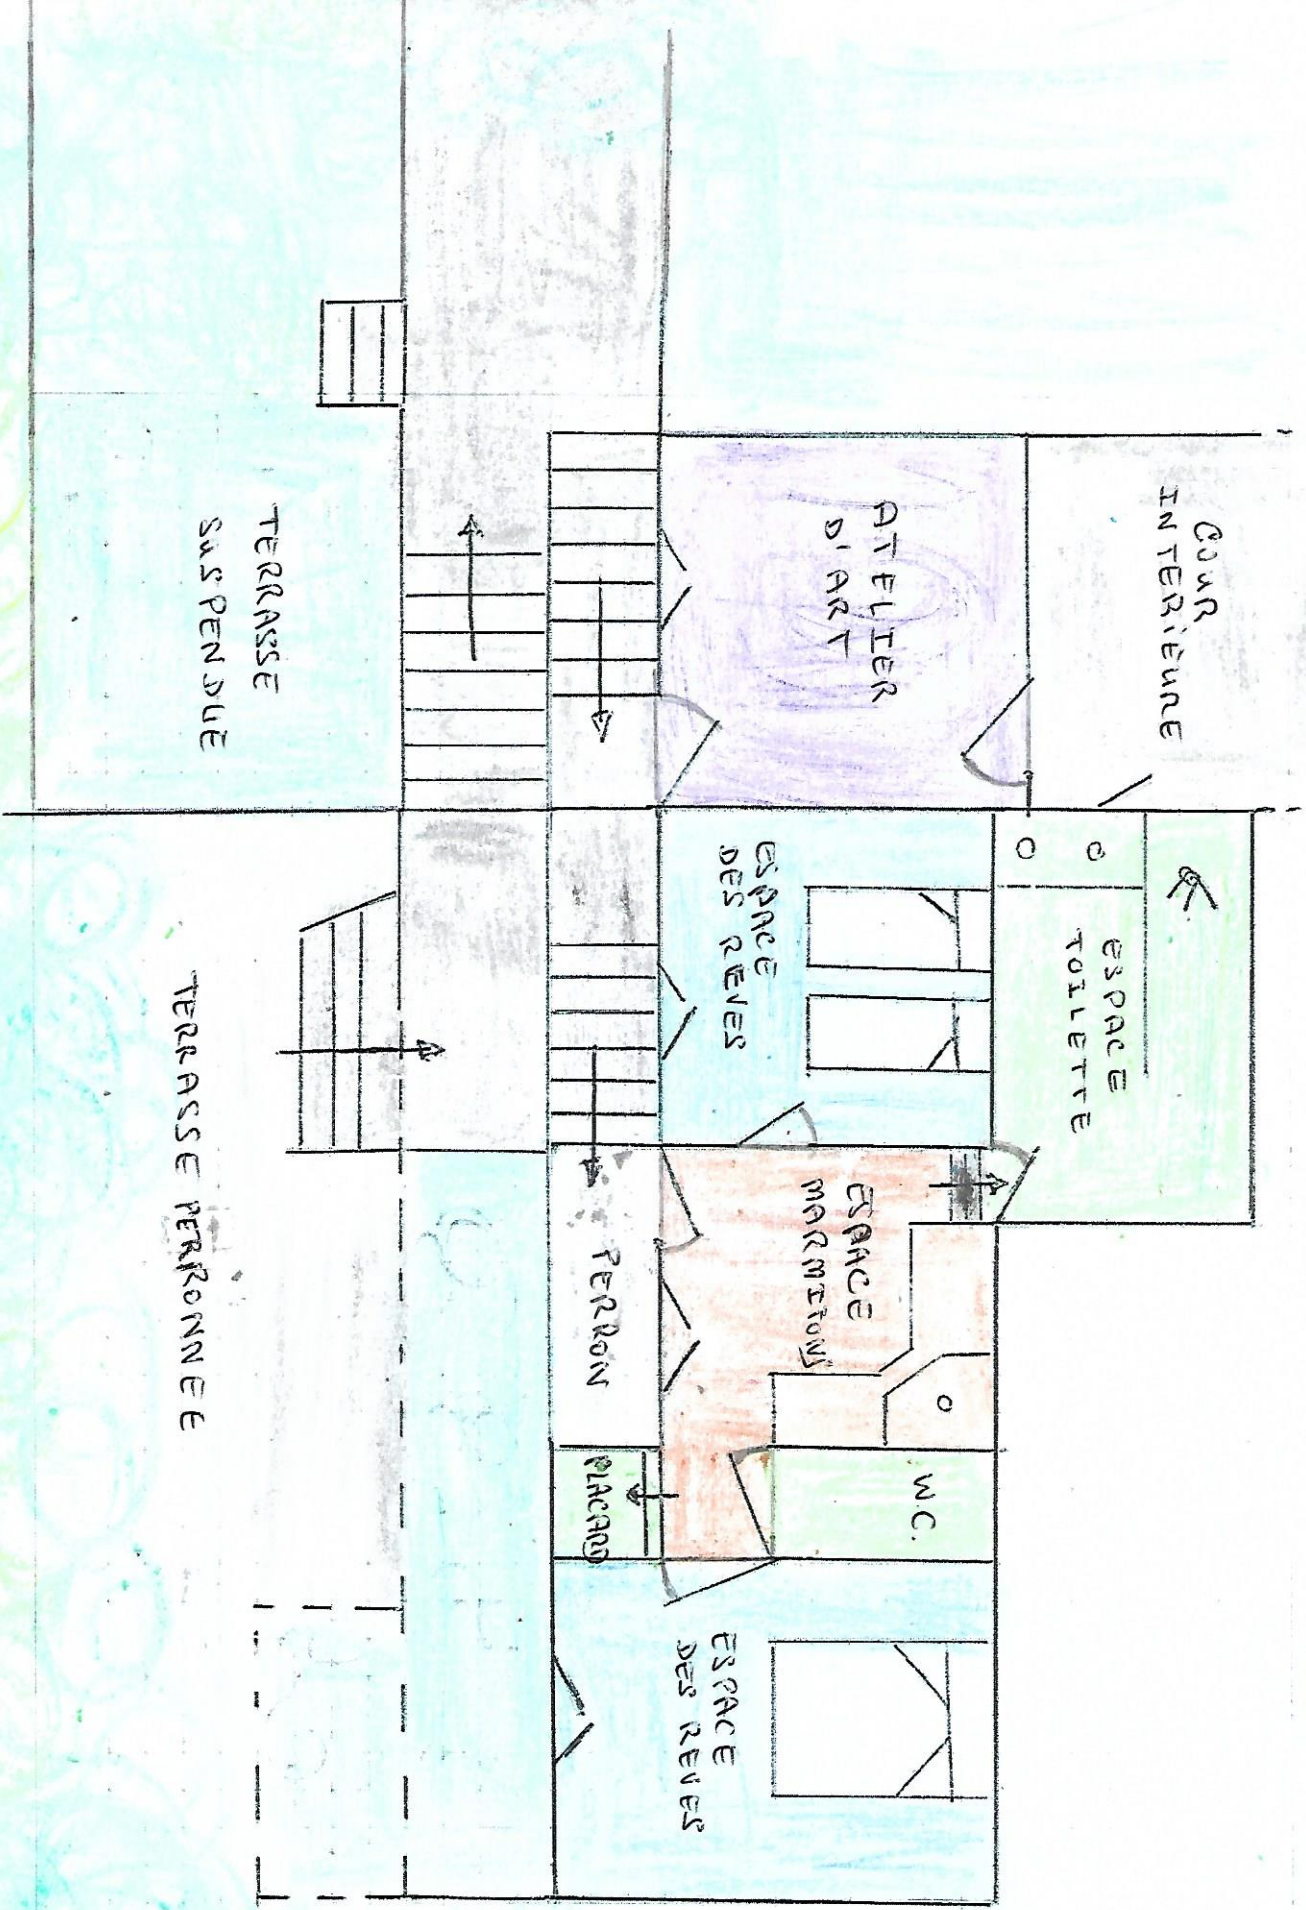 COUR
INTERIEURE
ESPACE
TOILETTE
W.C.
ATELIER
D'ART
ESPACE
DES REVES
ESPACE
MARMITONS
ESPACE
DES REVES
PERRON
PLACARD
TERRASSE
SUSPENDUE
TERRASSE PERRONNEE